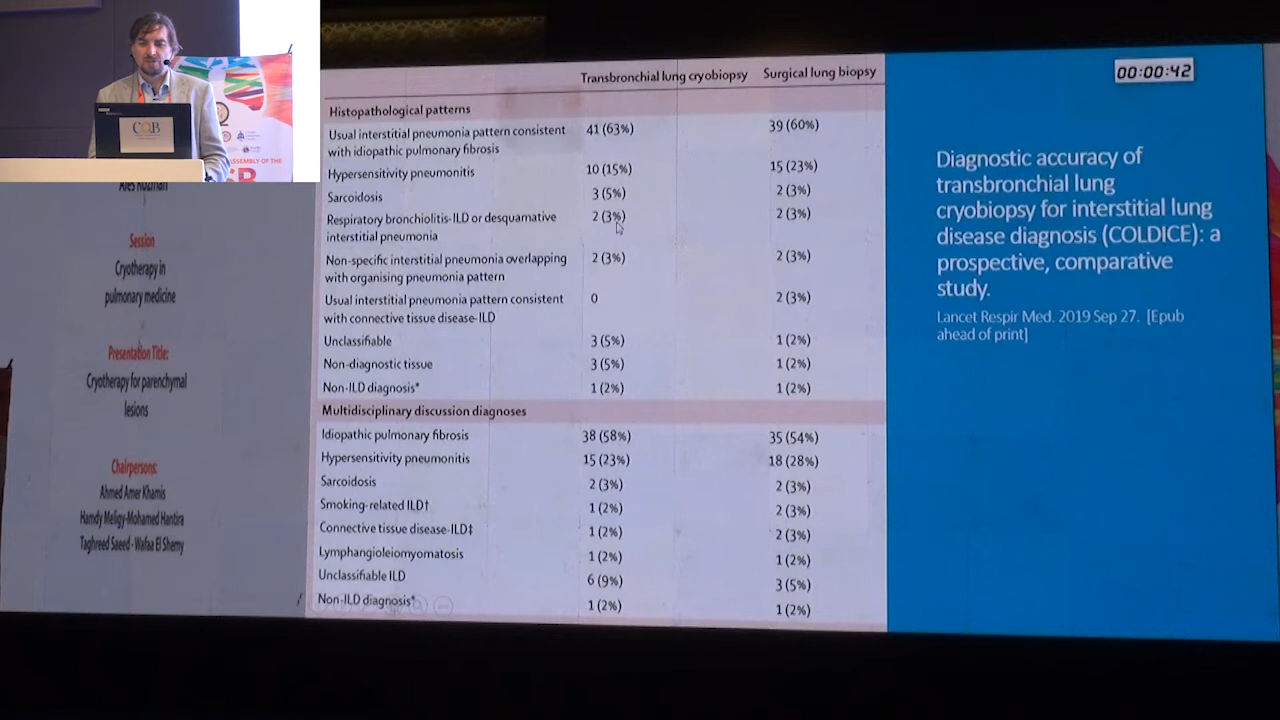 CQB
ASSEMBLY OF THE
Ales Rozman
Session
Cryotherapy in
pulmonary medicine
Presentation Title:
Cryotherapy for parenchymal
lesions
Chairpersons:
Ahmed Amer Khamis
Hamdy Meligy-Mohamed Hantira
Taghreed Saeed - Wafaa El Shemy
Transbronchial lung cryobiopsy Surgical lung biopsy
Histopathological patterns
Usual interstitial pneumonia pattern consistent 41 (63%) 39 (60%)
with idiopathic pulmonary fibrosis
Hypersensitivity pneumonitis 10 (15%) 15 (23%)
Sarcoidosis 3 (5%) 2 (3%)
Respiratory bronchiolitis-ILD or desquamative 2 (3%) 2 (3%)
interstitial pneumonia
Non-specific interstitial pneumonia overlapping 2 (3%) 2 (3%)
with organising pneumonia pattern
Usual interstitial pneumonia pattern consistent 0 2 (3%)
with connective tissue disease-ILD
Unclassifiable 3 (5%) 1 (2%)
Non-diagnostic tissue 3 (5%) 1 (2%)
Non-ILD diagnosis* 1 (2%) 1 (2%)
Multidisciplinary discussion diagnoses
Idiopathic pulmonary fibrosis 38 (58%) 35 (54%)
Hypersensitivity pneumonitis 15 (23%) 18 (28%)
Sarcoidosis 2 (3%) 2 (3%)
Smoking-related ILD† 1 (2%) 2 (3%)
Connective tissue disease-ILD‡ 1 (2%) 2 (3%)
Lymphangioleiomyomatosis 1 (2%) 1 (2%)
Unclassifiable ILD 6 (9%) 3 (5%)
Non-ILD diagnosis* 1 (2%) 1 (2%)
00:00:42
Diagnostic accuracy of
transbronchial lung
cryobiopsy for interstitial lung
disease diagnosis (COLDICE): a
prospective, comparative
study.
Lancet Respir Med. 2019 Sep 27. [Epub
ahead of print]